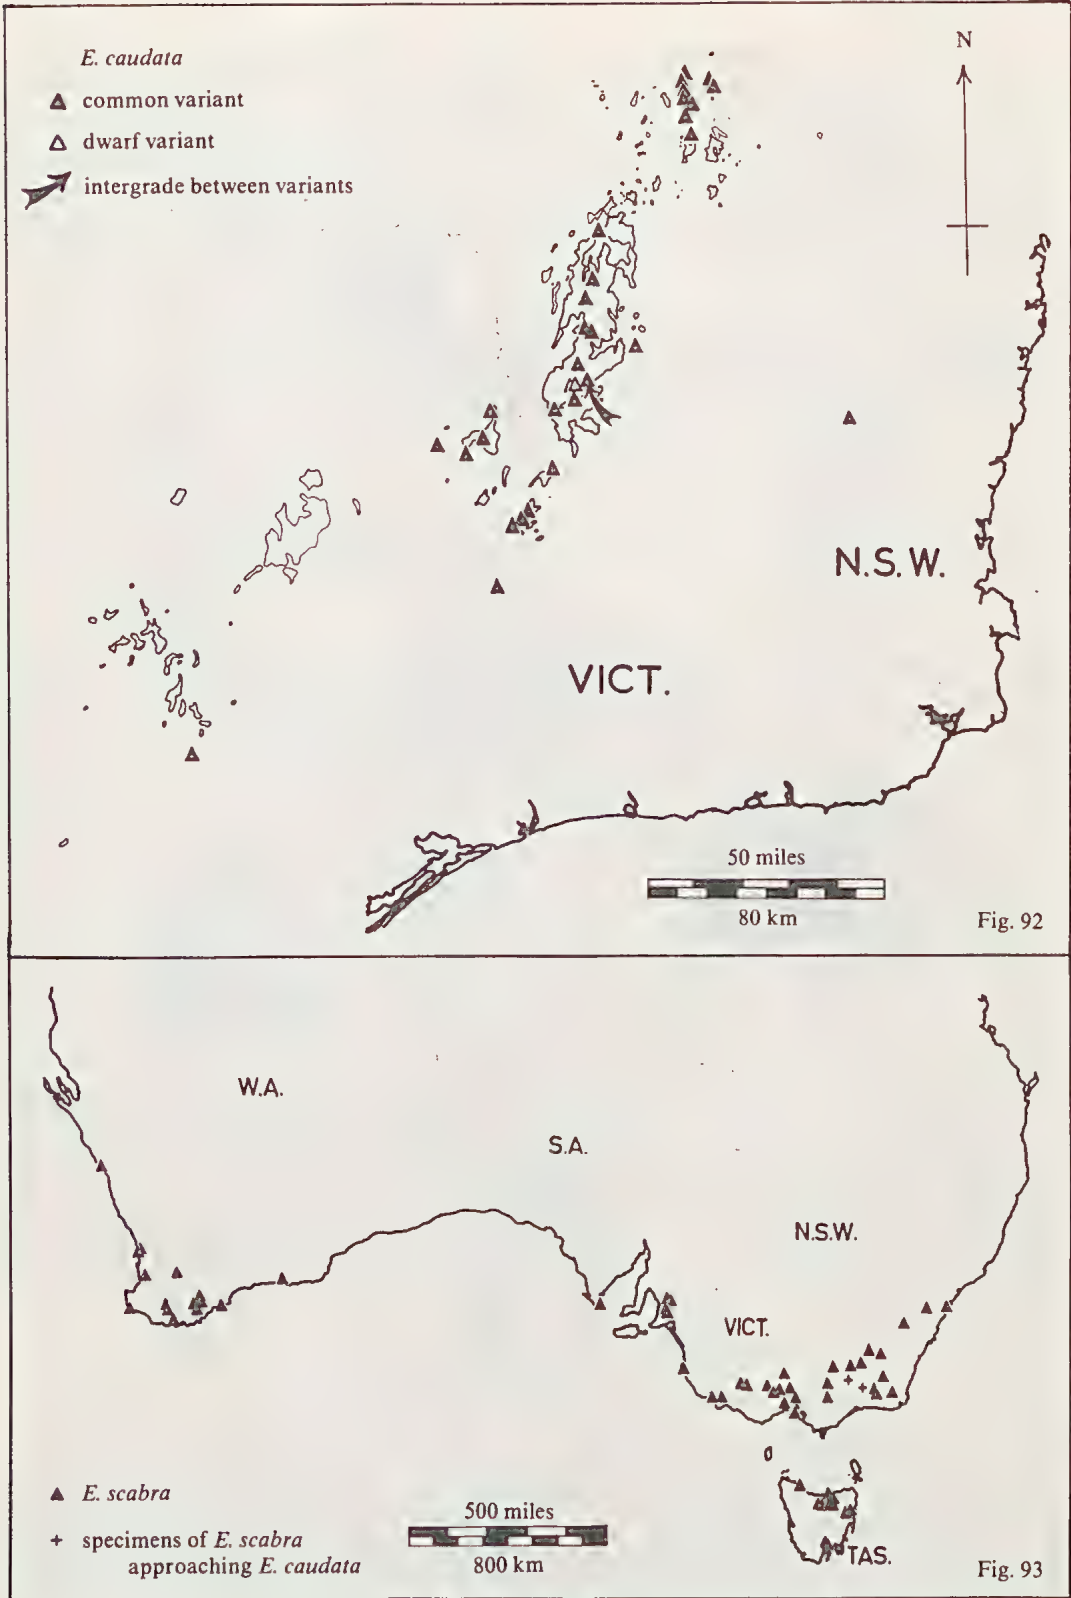 E. caudata
common variant
dwarf variant
intergrade between variants
N
N.S.W.
VICT.
50 miles
80 km
Fig. 92
W.A.
S.A.
N.S.W.
VICT.
E. scabra
specimens of E. scabra
approaching E. caudata
500 miles
800 km
TAS.
Fig. 93